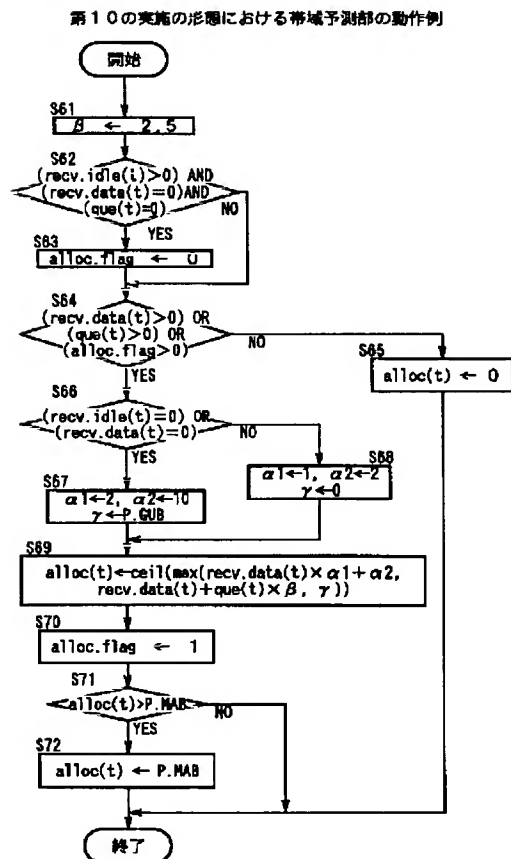 第10の実施の形態における帯域予測部の動作例
開始
S61
β ← 2.5
S62
(recv.idle(i)>0) AND
(recv.data(t)=0)AND
(que(t)=0)
NO
YES
S63
alloc.flag ← 0
S64
(recv.data(t)>0) OR
(que(t)>0) OR
(alloc.flag>0)
NO
S65
alloc(t) ← 0
YES
S66
(recv.idle(t)=0) OR
(recv.data(t)=0)
NO
YES
S67
α1←2, α2←10
γ←P.GUB
S68
α1←1, α2←2
γ←0
S69
alloc(t)←ceil(max(recv.data(t)×α1+α2,
recv.data(t)+que(t)×β, γ))
S70
alloc.flag ← 1
S71
alloc(t)>P.MAB
NO
YES
S72
alloc(t) ← P.MAB
終了